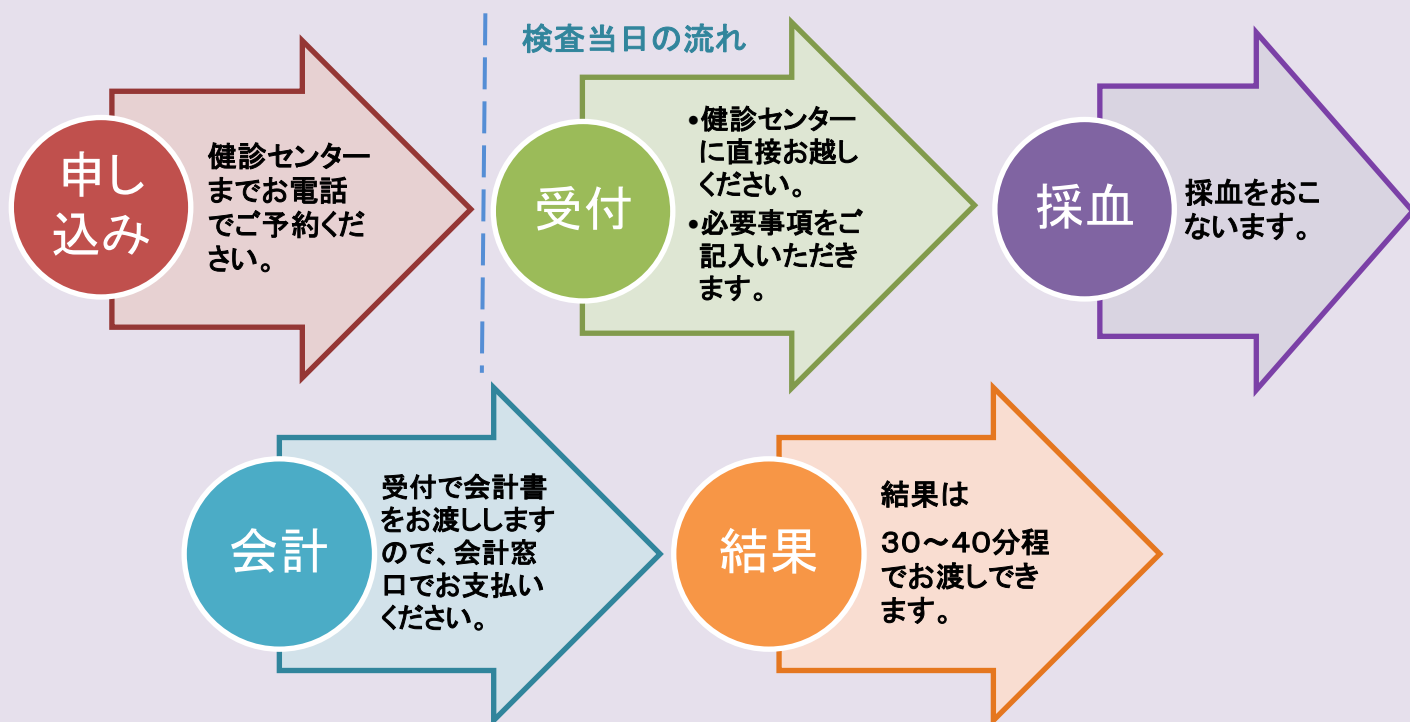 検査当日の流れ
申し
込み
健診センター
までお電話
でご予約くだ
さい。
受付
•健診センター
に直接お越し
ください。
•必要事項をご
記入いただき
ます。
採血
採血をおこ
ないます。
会計
受付で会計書
をお渡ししますの
ので、会計窓
口でお支払い
ください。
結果
結果は
30～40分程
でお渡しでき
ます。